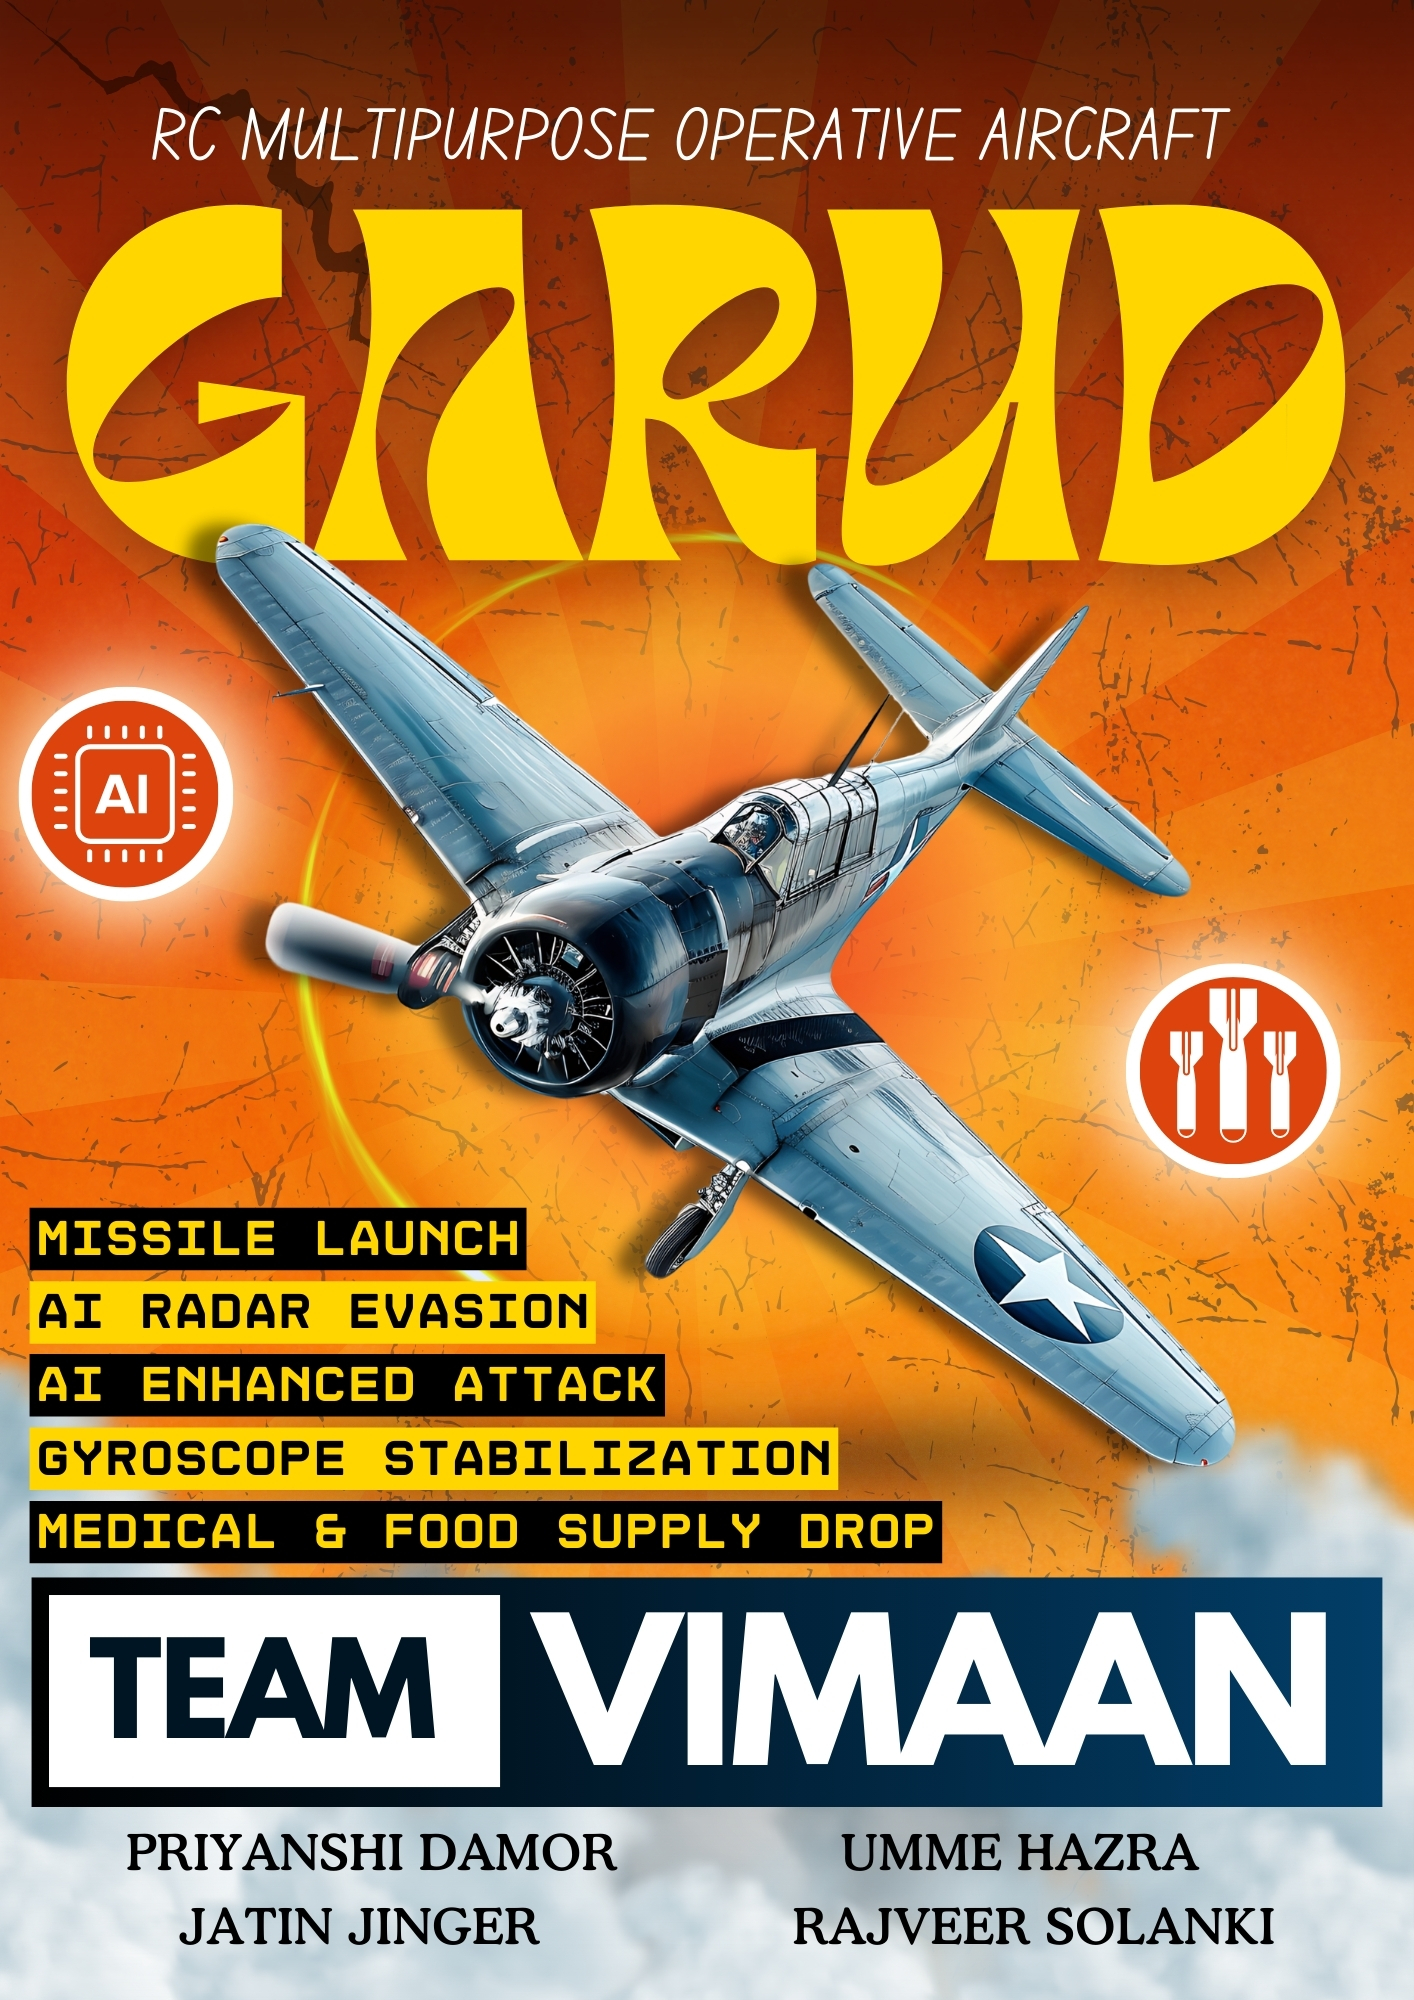 RC MULTIPURPOSE OPERATIVE AIRCRAFT
GARUD
AI
MISSILE LAUNCH
AI RADAR EVASION
AI ENHANCED ATTACK
GYROSCOPE STABILIZATION
MEDICAL & FOOD SUPPLY DROP
TEAM VIMAAN
PRIYANSHI DAMOR UMME HAZRA
JATIN JINGER RAJVEER SOLANKI